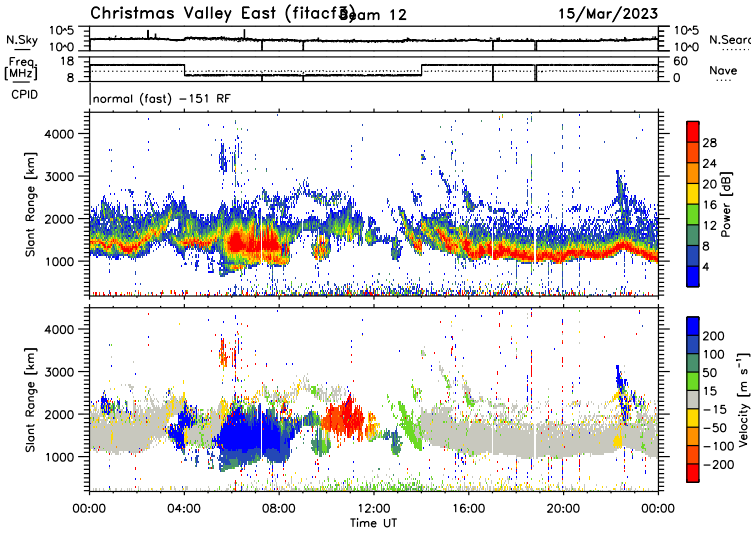 Christmas Valley East (fitacf3) Beam 12 15/Mar/2023
N.Sky 10^5 10^0 10^5 10^0 N.Sear
Freq. [MHz] 18 8 60 0 Nave
CPID normal (fast) -151 RF
Slant Range [km] 4000 3000 2000 1000
Power [dB] 28 24 20 16 12 8 4
Slant Range [km] 4000 3000 2000 1000
Velocity [m s⁻¹] 200 100 50 15 -15 -50 -100 -200
00:00 04:00 08:00 12:00 16:00 20:00 00:00
Time UT